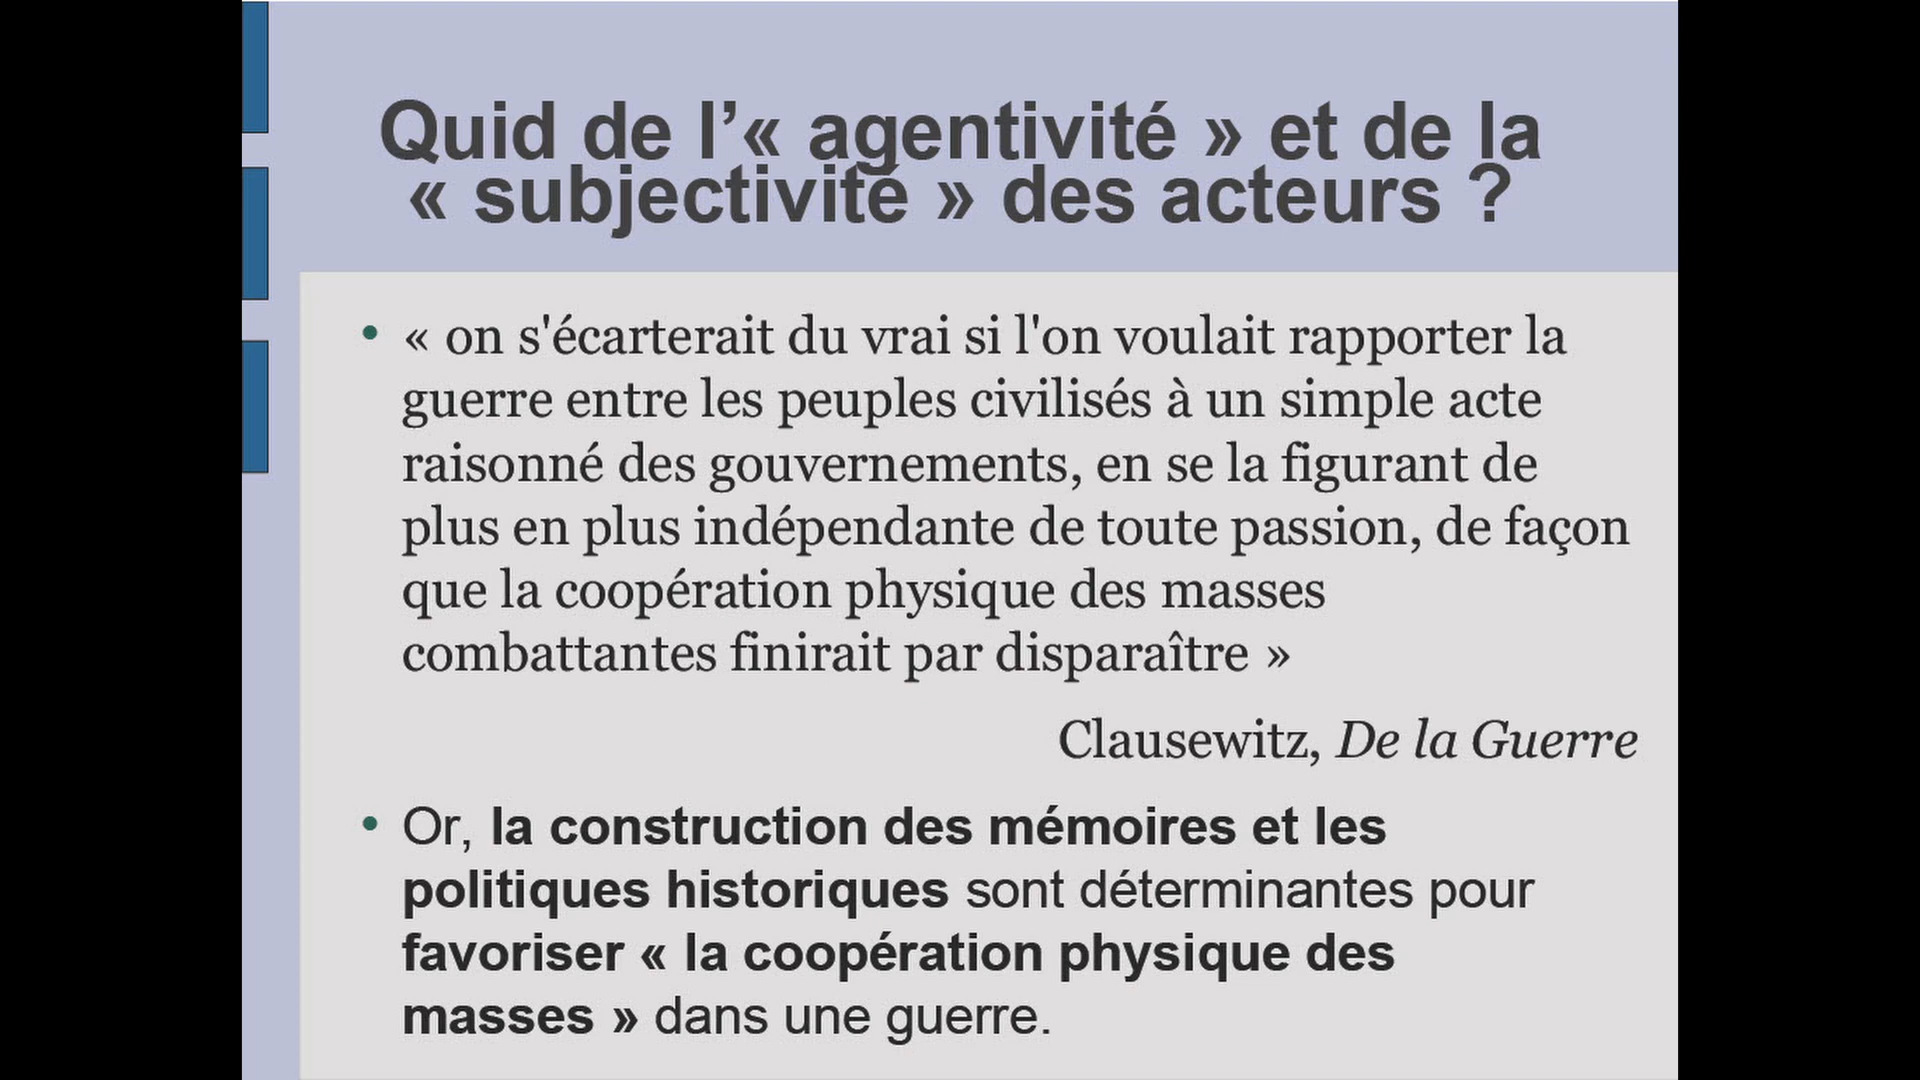 Quid de l’« agentivité » et de la
« subjectivité » des acteurs ?
• « on s'écarterait du vrai si l'on voulait rapporter la
guerre entre les peuples civilisés à un simple acte
raisonné des gouvernements, en se la figurant de
plus en plus indépendante de toute passion, de façon
que la coopération physique des masses
combattantes finirait par disparaître »
Clausewitz, De la Guerre
• Or, la construction des mémoires et les
politiques historiques sont déterminantes pour
favoriser « la coopération physique des
masses » dans une guerre.